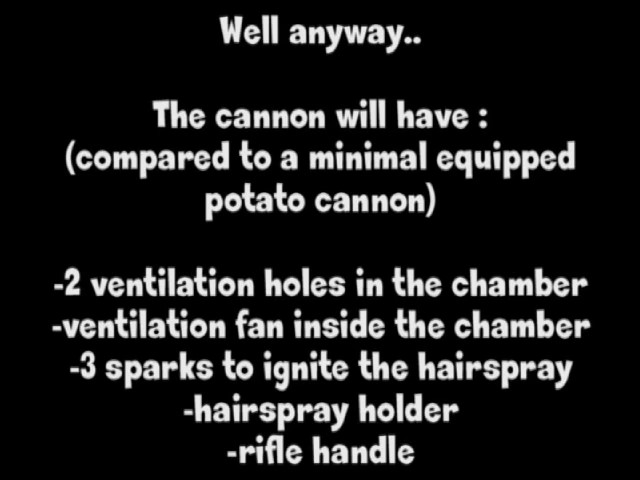 Well anyway..
The cannon will have :
(compared to a minimal equipped
potato cannon)
-2 ventilation holes in the chamber
-ventilation fan inside the chamber
-3 sparks to ignite the hairspray
-hairspray holder
-rifle handle